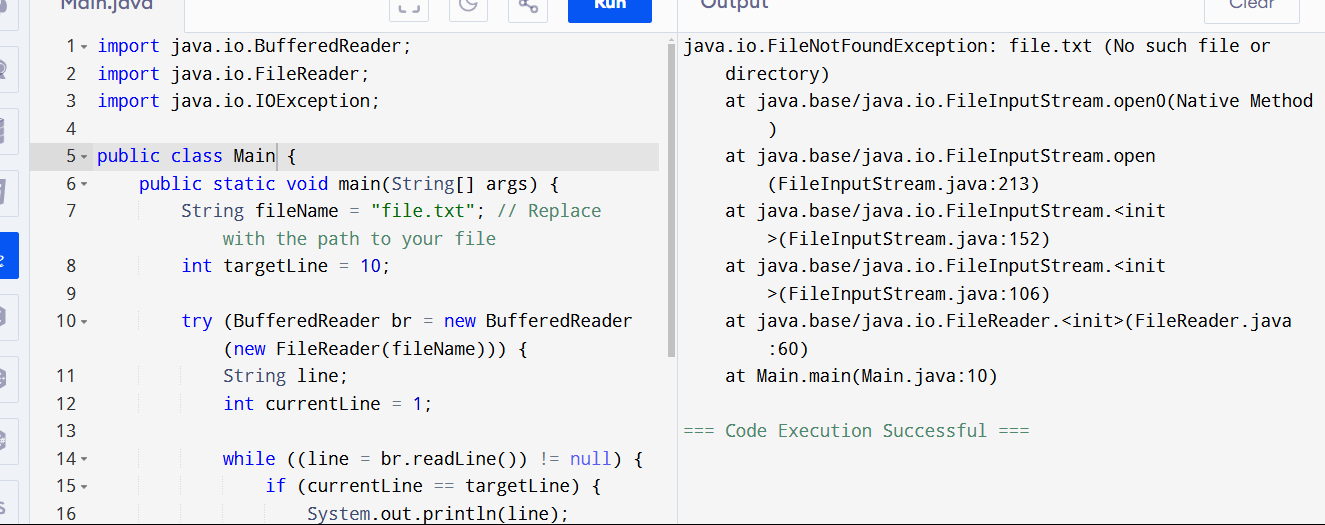 Main.java
Run
Output
Clear
1 import java.io.BufferedReader;
2 import java.io.FileReader;
3 import java.io.IOException;
4
5 public class Main {
6 public static void main(String[] args) {
7 String fileName = "file.txt"; // Replace
with the path to your file
8 int targetLine = 10;
9
10 try (BufferedReader br = new BufferedReader
(new FileReader(fileName))) {
11 String line;
12 int currentLine = 1;
13
14 while ((line = br.readLine()) != null) {
15 if (currentLine == targetLine) {
16 System.out.println(line);
java.io.FileNotFoundException: file.txt (No such file or
directory)
at java.base/java.io.FileInputStream.open0(Native Method
)
at java.base/java.io.FileInputStream.open
(FileInputStream.java:213)
at java.base/java.io.FileInputStream.<init
>(FileInputStream.java:152)
at java.base/java.io.FileInputStream.<init
>(FileInputStream.java:106)
at java.base/java.io.FileReader.<init>(FileReader.java
:60)
at Main.main(Main.java:10)
=== Code Execution Successful ===